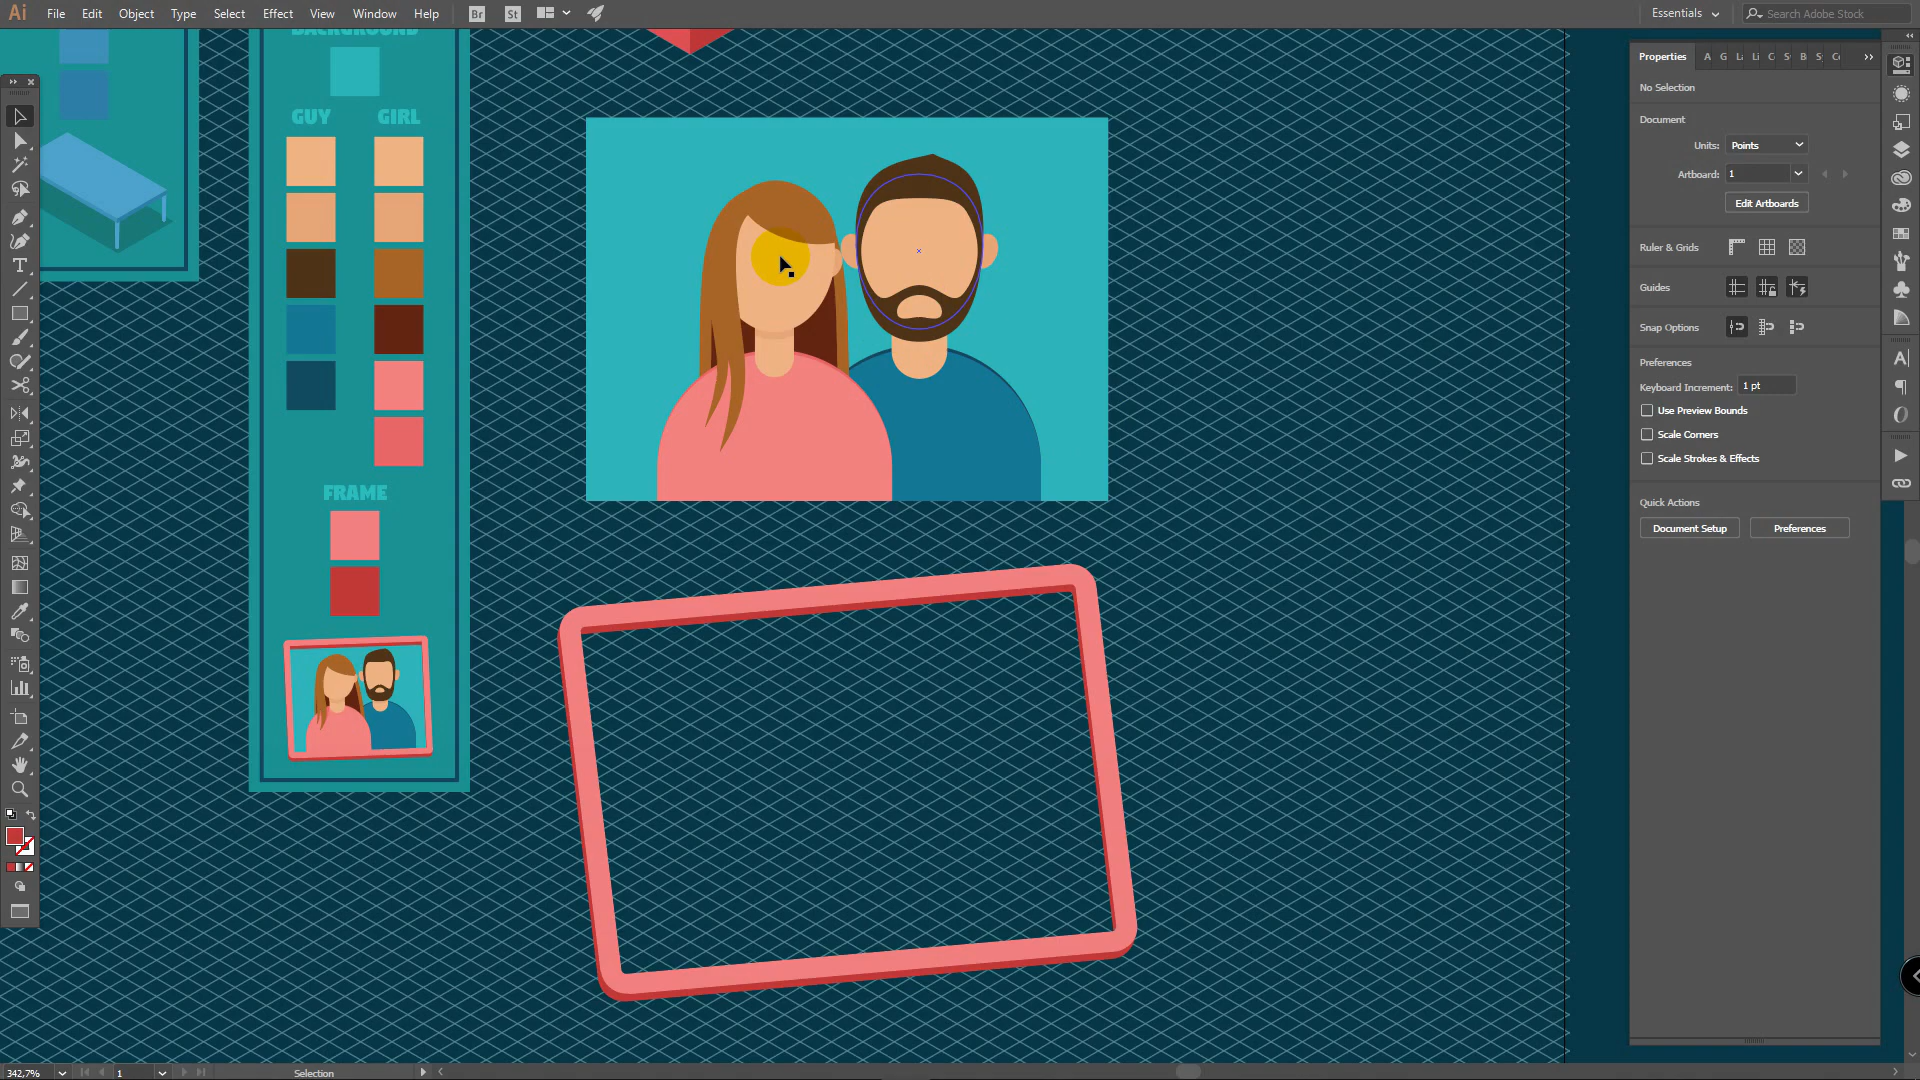 Ai File Edit Object Type Select Effect View Window Help Br St Essentials Search Adobe Stock
BACKGROUND
GUY GIRL
FRAME
Properties A G
No Selection
Document
Units: Points
Artboard: 1
Edit Artboards
Ruler & Grids
Guides
Snap Options
Preferences
Keyboard Increment: 1 pt
Use Preview Bounds
Scale Corners
Scale Strokes & Effects
Quick Actions
Document Setup Preferences
342,7% 1 Selection